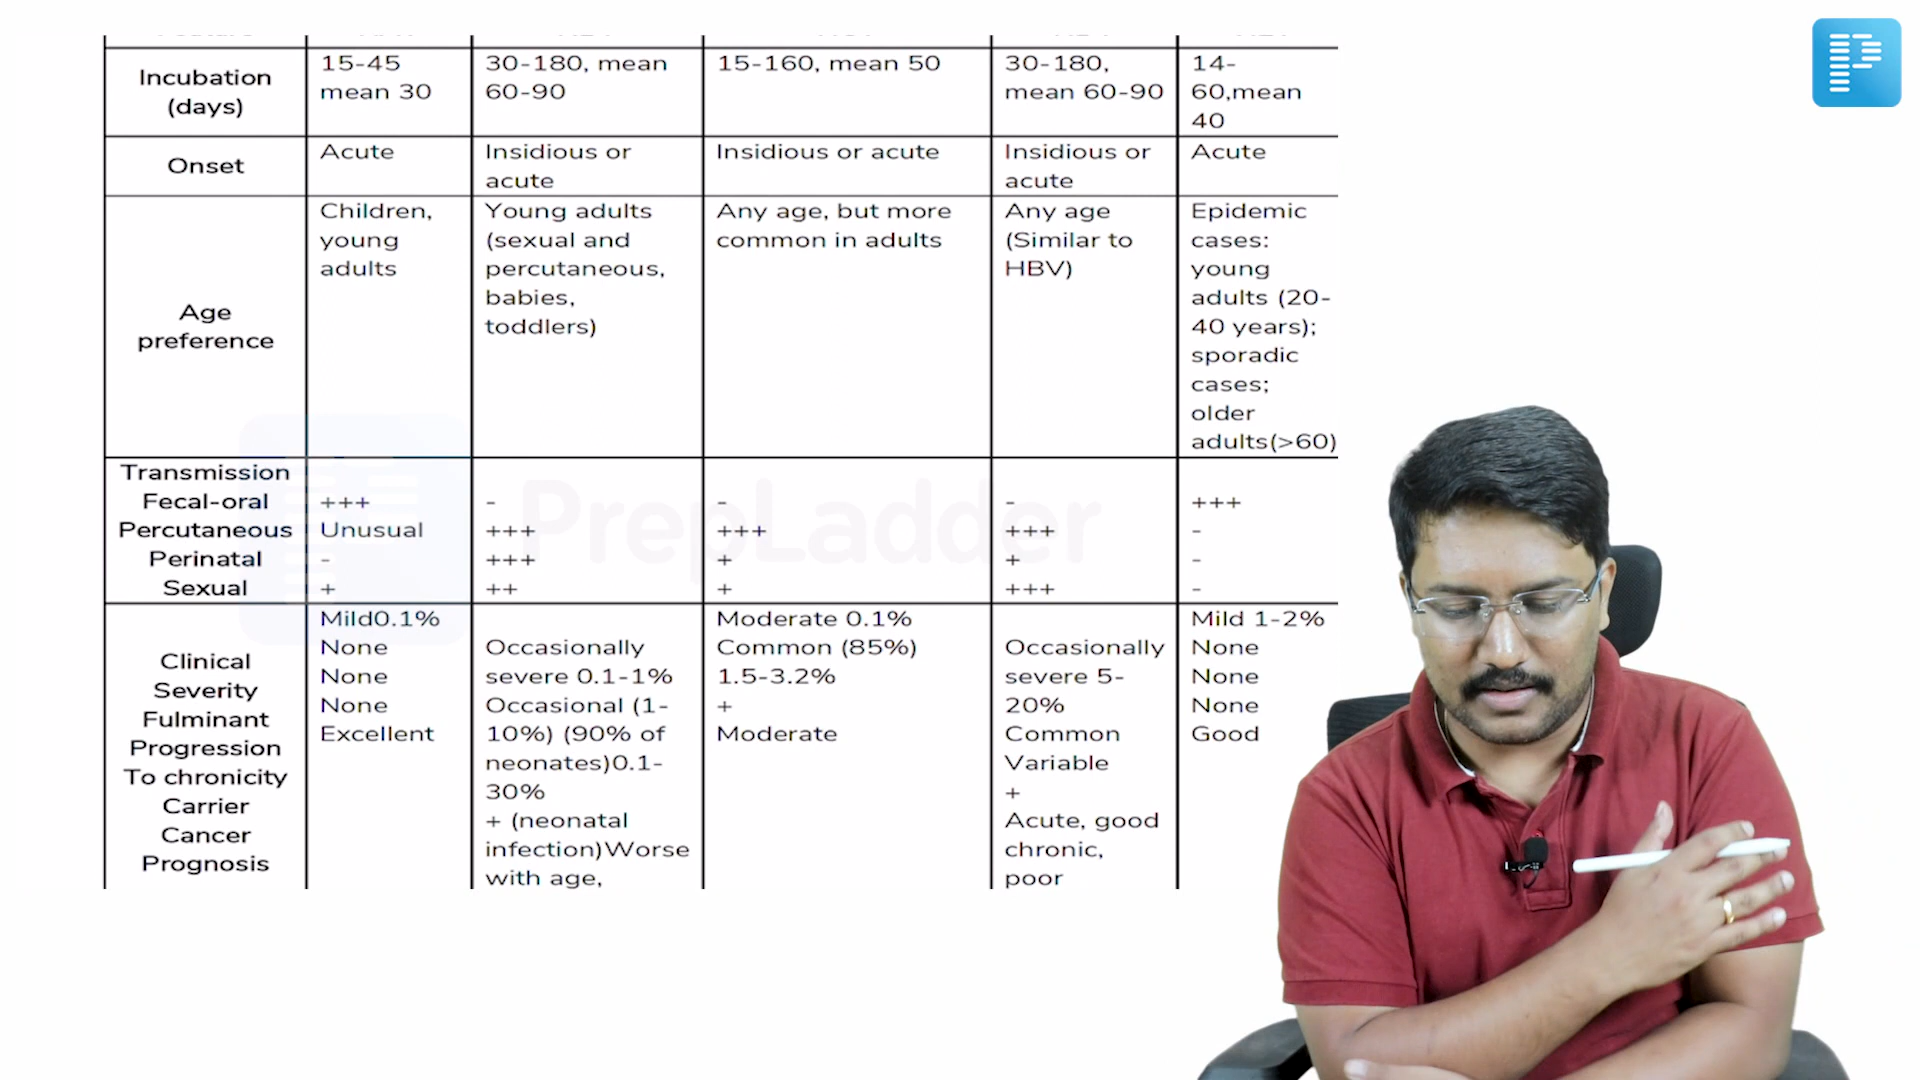 Incubation
(days)
15-45
mean 30
30-180, mean
60-90
15-160, mean 50
30-180,
mean 60-90
14-
60,mean
40
Onset
Acute
Insidious or
acute
Insidious or acute
Insidious or
acute
Acute
Age
preference
Children,
young
adults
Young adults
(sexual and
percutaneous,
babies,
toddlers)
Any age, but more
common in adults
Any age
(Similar to
HBV)
Epidemic
cases:
young
adults (20-
40 years);
sporadic
cases;
older
adults(>60)
Transmission
Fecal-oral
Percutaneous
Perinatal
Sexual
+++
Unusual
-
+
-
+++
+++
++
-
+++
+
+
-
+++
+
+++
+++
-
-
-
Clinical
Severity
Fulminant
Progression
To chronicity
Carrier
Cancer
Prognosis
Mild0.1%
None
None
None
Excellent
Occasionally
severe 0.1-1%
Occasional (1-
10%) (90% of
neonates)0.1-
30%
+ (neonatal
infection)Worse
with age,
Moderate 0.1%
Common (85%)
1.5-3.2%
+
Moderate
Occasionally
severe 5-
20%
Common
Variable
+
Acute, good
chronic,
poor
Mild 1-2%
None
None
None
Good
PrepLadder